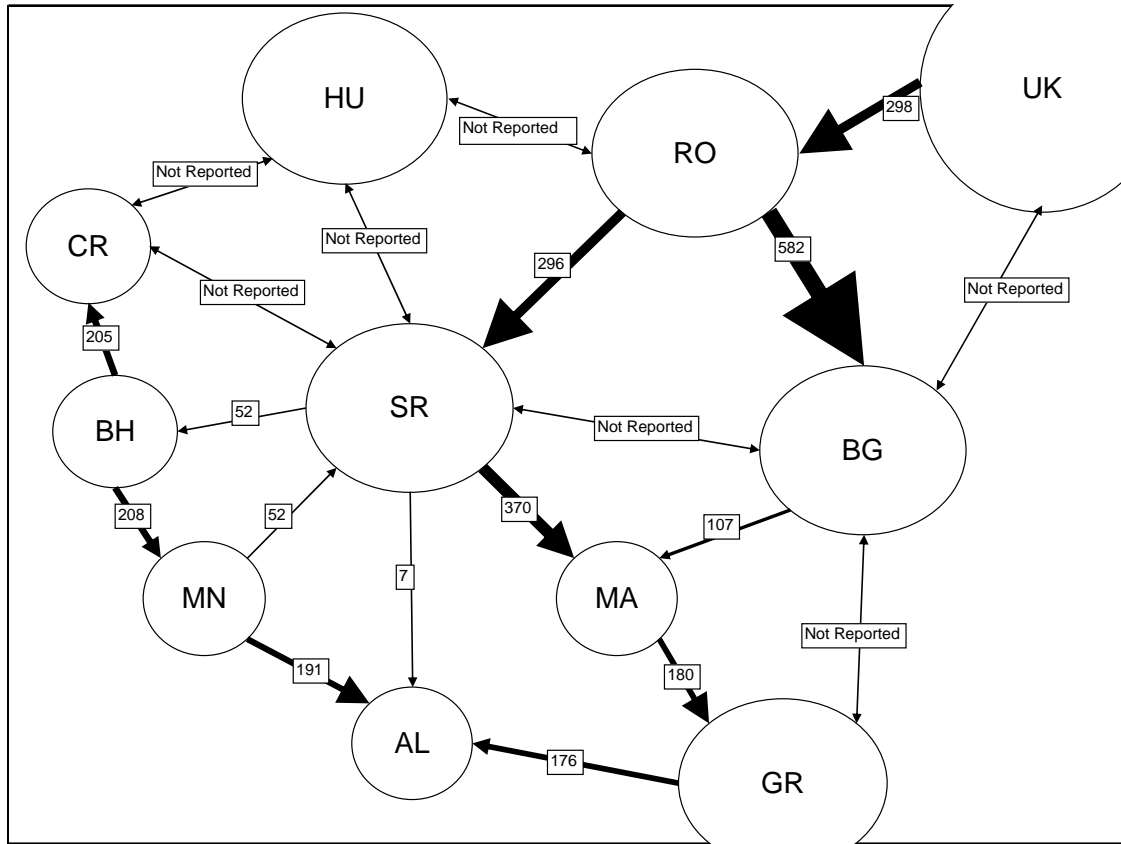 HU
UK
298
Not Reported
RO
Not Reported
CR
Not Reported
582
296
Not Reported
Not Reported
205
SR
52
Not Reported
BH
BG
370
208
52
107
7
MN
MA
Not Reported
191
180
AL
176
GR